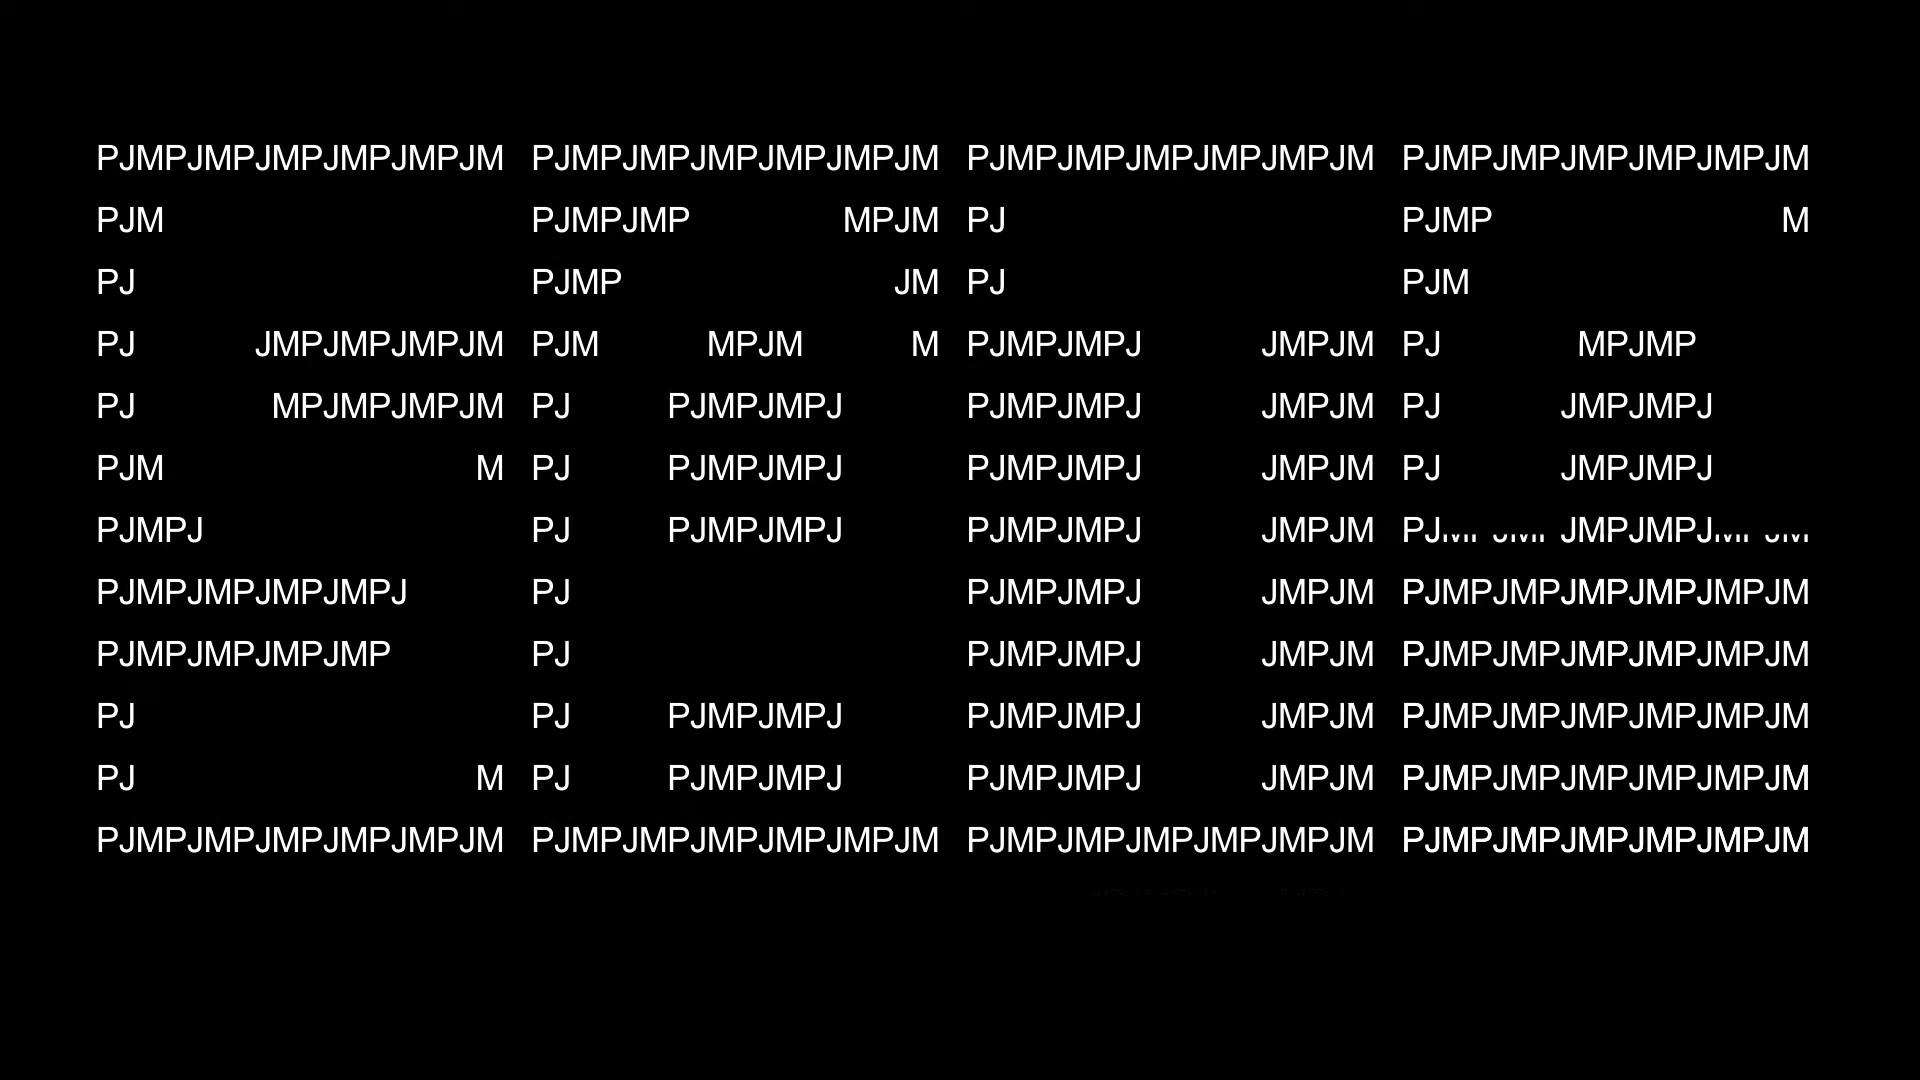 PJMPJMPJMPJMPJMPJM PJMPJMPJMPJMPJMPJM PJMPJMPJMPJMPJMPJM PJMPJMPJMPJMPJMPJM
PJM PJMPJMP MPJM PJ PJMP M
PJ PJMP JM PJ PJM
PJ JMPJMPJMPJM PJM MPJM M PJMPJMPJ JMPJM PJ MPJMP
PJ MPJMPJMPJM PJ PJMPJMPJ PJMPJMPJ JMPJM PJ JMPJMPJ
PJM M PJ PJMPJMPJ PJMPJMPJ JMPJM PJ JMPJMPJ
PJMPJ PJ PJMPJMPJ PJMPJMPJ JMPJM PJ JMPJMPJ
PJMPJMPJMPJMPJ PJ PJMPJMPJ JMPJM PJMPJMPJMPJMPJMPJM
PJMPJMPJMPJMP PJ PJMPJMPJ JMPJM PJMPJMPJMPJMPJMPJM
PJ PJ PJMPJMPJ PJMPJMPJ JMPJM PJMPJMPJMPJMPJMPJM
PJ M PJ PJMPJMPJ PJMPJMPJ JMPJM PJMPJMPJMPJMPJMPJM
PJMPJMPJMPJMPJMPJM PJMPJMPJMPJMPJMPJM PJMPJMPJMPJMPJMPJM PJMPJMPJMPJMPJMPJM